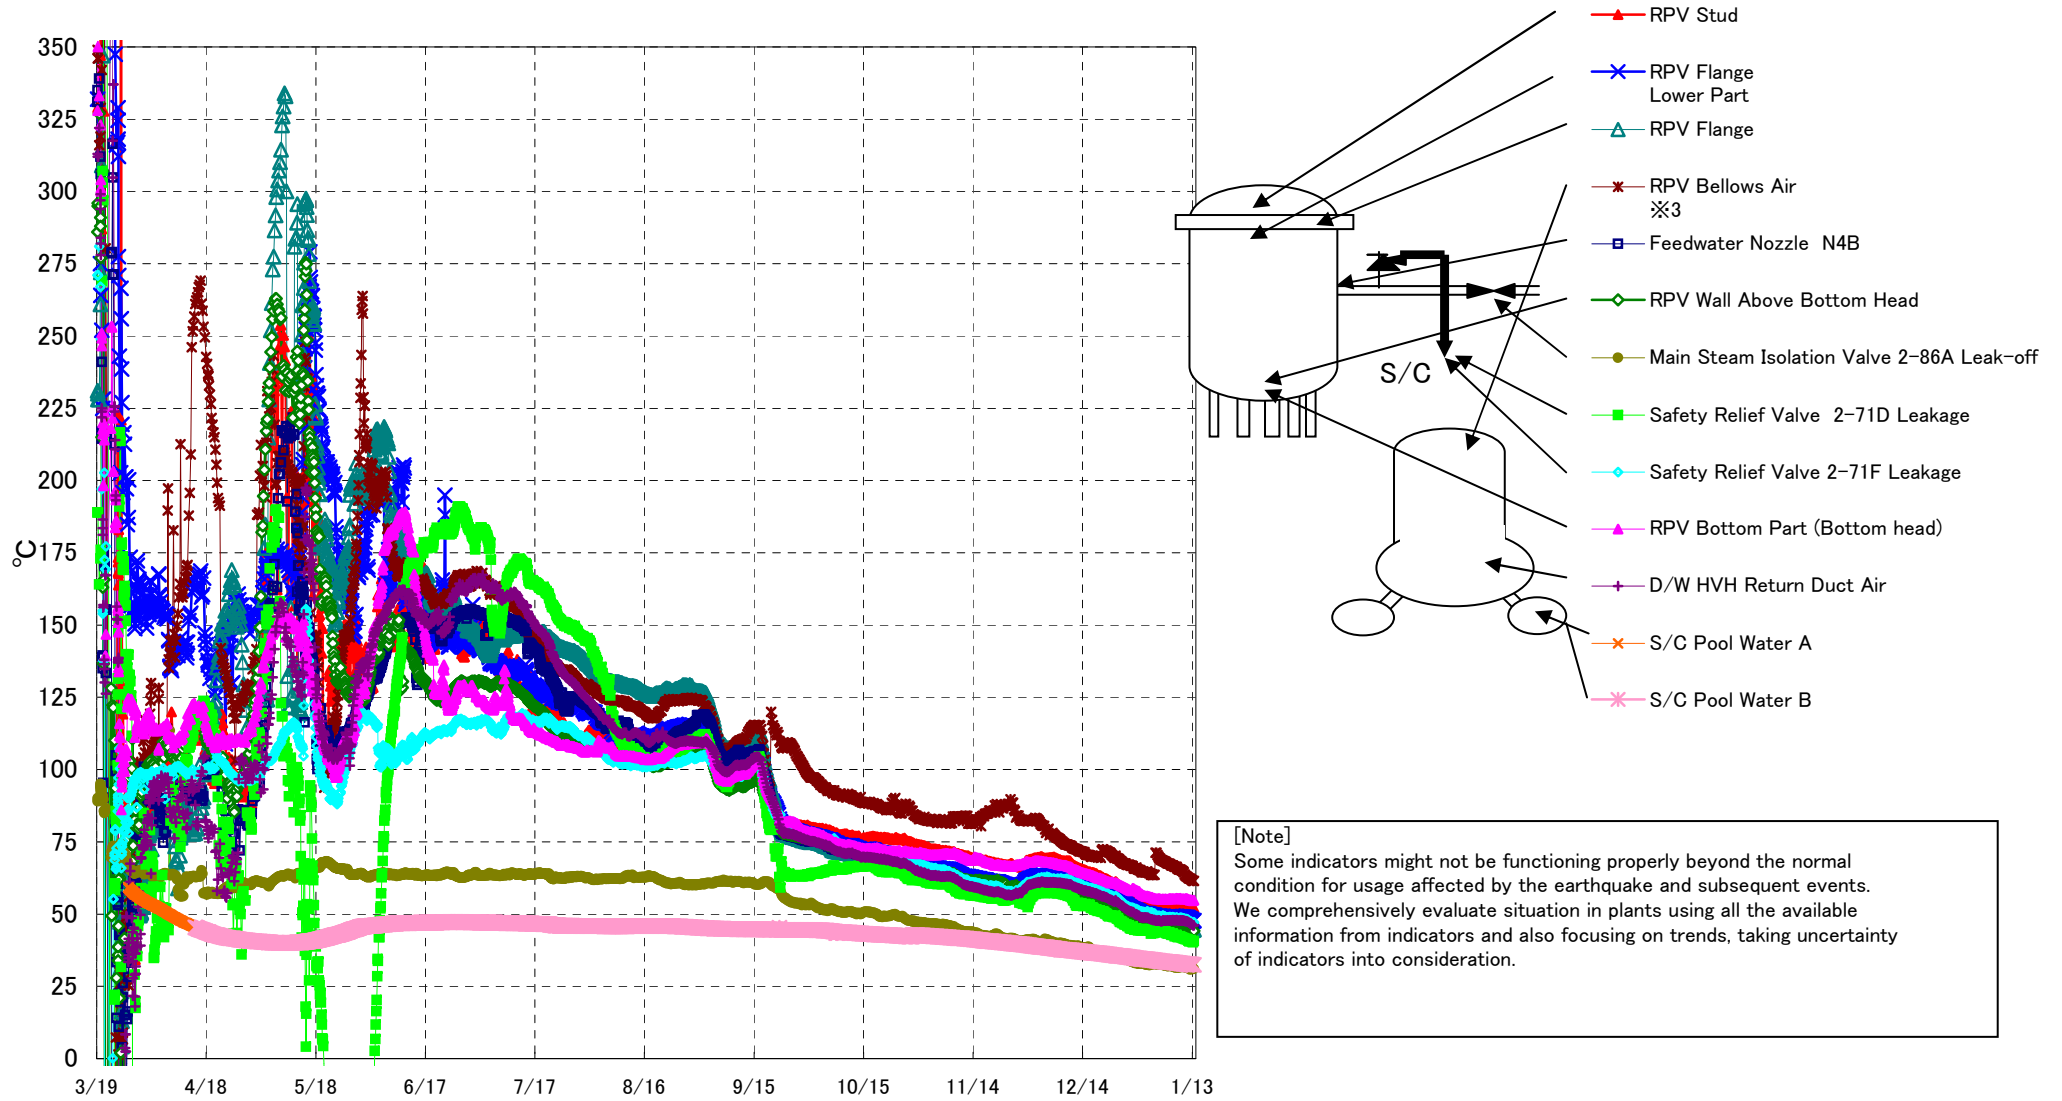 350
325
300
275
250
225
200
175
150
125
100
75
50
25
0
℃
3/19
4/18
5/18
6/17
7/17
8/16
9/15
10/15
11/14
12/14
1/13
RPV Stud
RPV Flange
Lower Part
RPV Flange
RPV Bellows Air
※3
Feedwater Nozzle N4B
RPV Wall Above Bottom Head
Main Steam Isolation Valve 2-86A Leak-off
Safety Relief Valve 2-71D Leakage
Safety Relief Valve 2-71F Leakage
RPV Bottom Part (Bottom head)
D/W HVH Return Duct Air
S/C Pool Water A
S/C Pool Water B
S/C
[Note]
Some indicators might not be functioning properly beyond the normal
condition for usage affected by the earthquake and subsequent events.
We comprehensively evaluate situation in plants using all the available
information from indicators and also focusing on trends, taking uncertainty
of indicators into consideration.